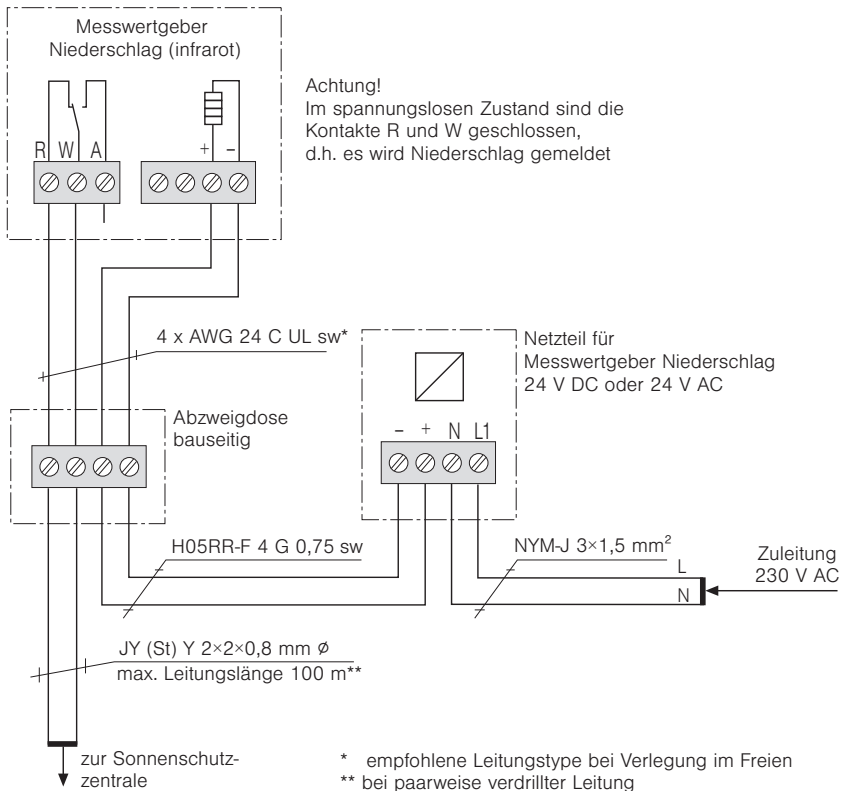 Messwertgeber
Niederschlag (infrarot)
Achtung!
Im spannungslosen Zustand sind die
Kontakte R und W geschlossen,
d.h. es wird Niederschlag gemeldet
R W A
+ –
4 x AWG 24 C UL sw*
Netzteil für
Messwertgeber Niederschlag
24 V DC oder 24 V AC
Abzweigdose
bauseitig
– + N L1
H05RR-F 4 G 0,75 sw
NYM-J 3×1,5 mm²
L
N
Zuleitung
230 V AC
JY (St) Y 2×2×0,8 mm ø
max. Leitungslänge 100 m**
zur Sonnenschutz-
zentrale
* empfohlene Leitungstype bei Verlegung im Freien
** bei paarweise verdrillter Leitung